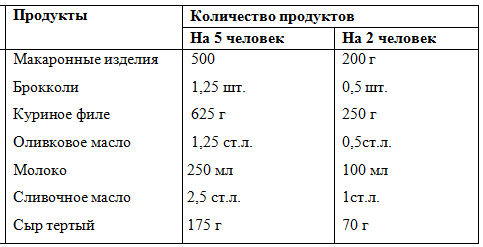 Продукты Количество продуктов
На 5 человек На 2 человек
Макаронные изделия 500 200 г
Брокколи 1,25 шт. 0,5 шт.
Куриное филе 625 г 250 г
Оливковое масло 1,25 ст.л. 0,5ст.л.
Молоко 250 мл 100 мл
Сливочное масло 2,5 ст.л. 1ст.л.
Сыр тертый 175 г 70 г